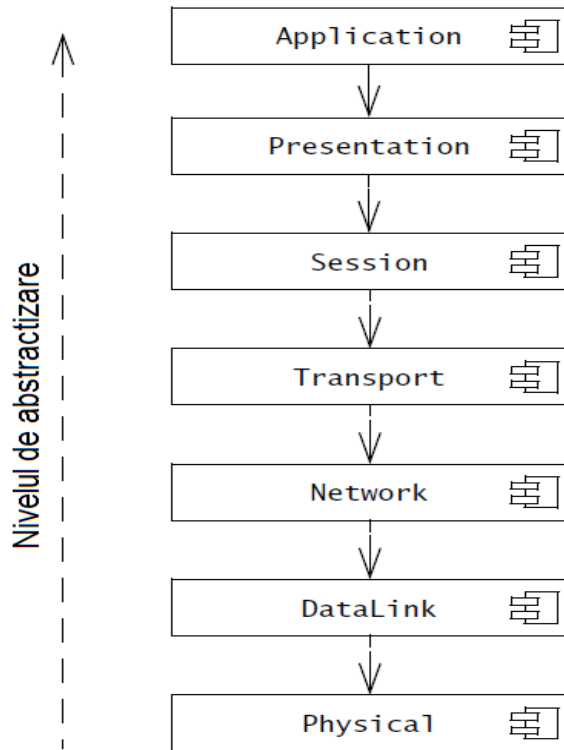 Application
Presentation
Session
Transport
Network
DataLink
Physical
Nivelul de abstractizare